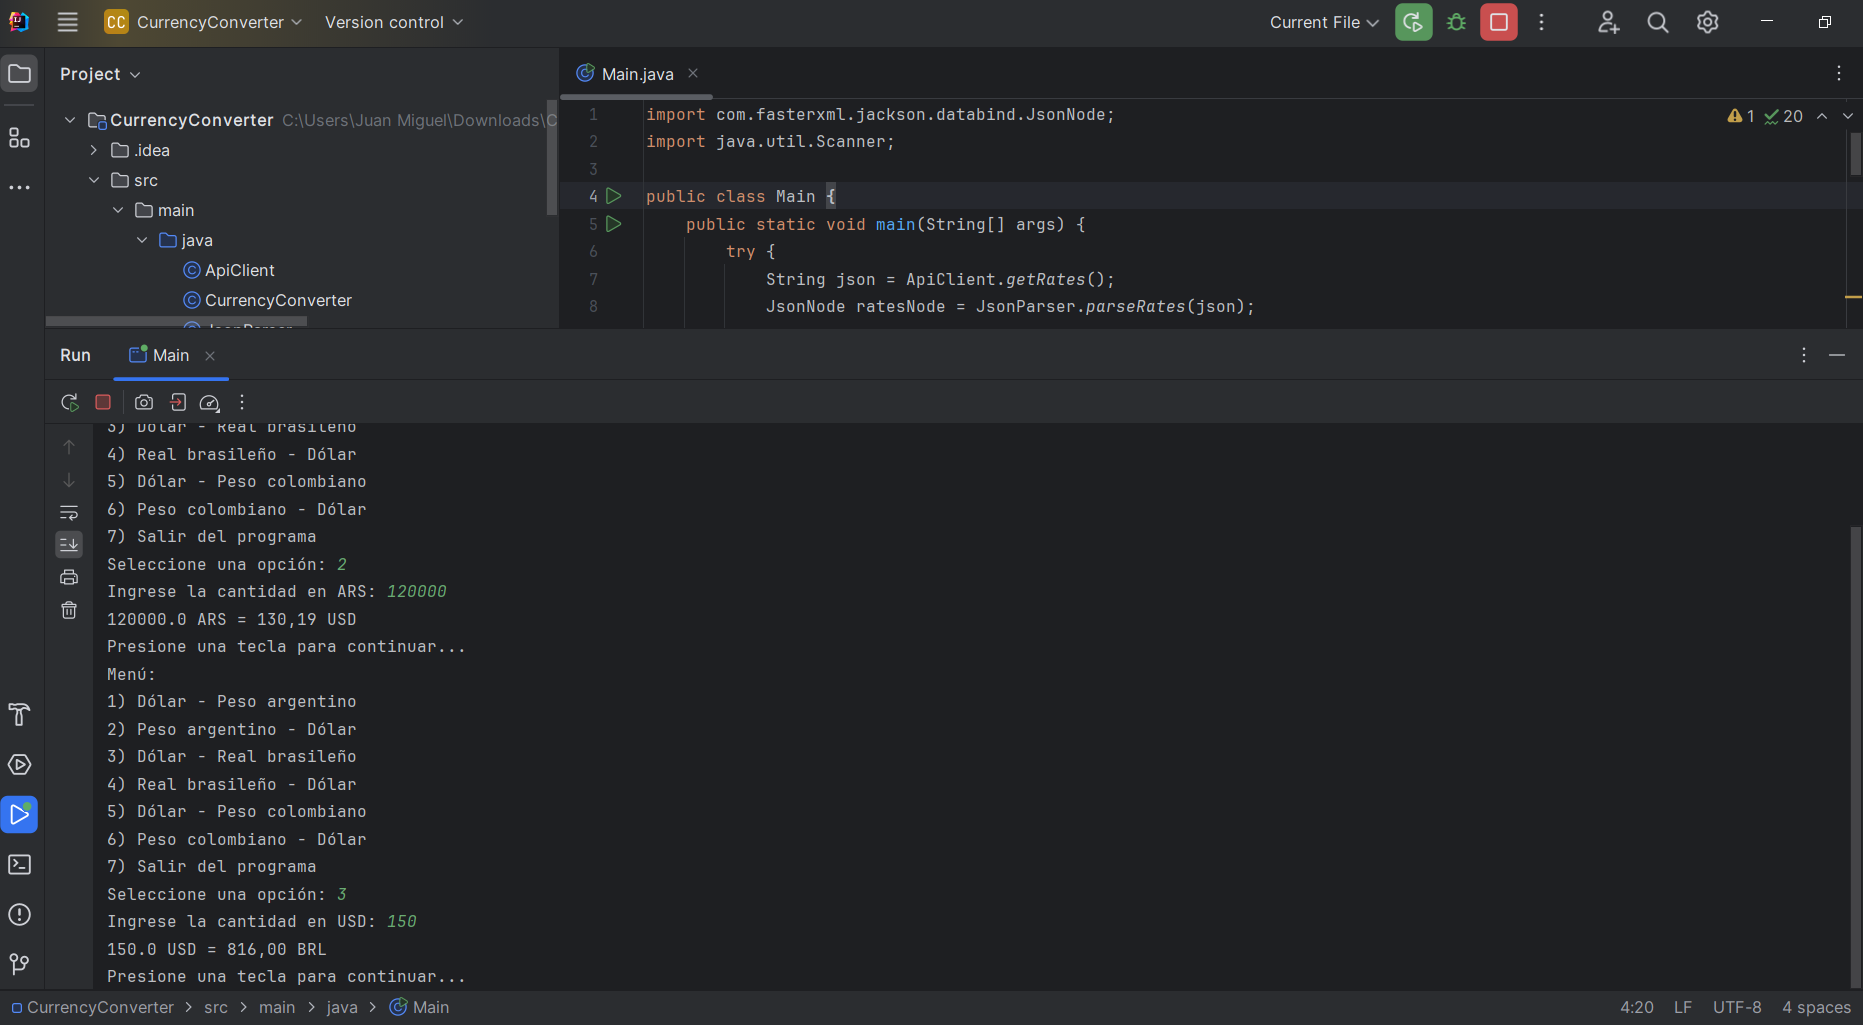 CC CurrencyConverter Version control Current File
Project
Main.java
CurrencyConverter C:\Users\Juan Miguel\Downloads\C
.idea
src
main
java
ApiClient
CurrencyConverter
JsonParser
1 import com.fasterxml.jackson.databind.JsonNode;
2 import java.util.Scanner;
3
4 public class Main {
5 public static void main(String[] args) {
6 try {
7 String json = ApiClient.getRates();
8 JsonNode ratesNode = JsonParser.parseRates(json);
1 20
Run Main
3) Dólar - Real brasileño
4) Real brasileño - Dólar
5) Dólar - Peso colombiano
6) Peso colombiano - Dólar
7) Salir del programa
Seleccione una opción: 2
Ingrese la cantidad en ARS: 120000
120000.0 ARS = 130,19 USD
Presione una tecla para continuar...
Menú:
1) Dólar - Peso argentino
2) Peso argentino - Dólar
3) Dólar - Real brasileño
4) Real brasileño - Dólar
5) Dólar - Peso colombiano
6) Peso colombiano - Dólar
7) Salir del programa
Seleccione una opción: 3
Ingrese la cantidad en USD: 150
150.0 USD = 816,00 BRL
Presione una tecla para continuar...
CurrencyConverter > src > main > java > Main 4:20 LF UTF-8 4 spaces